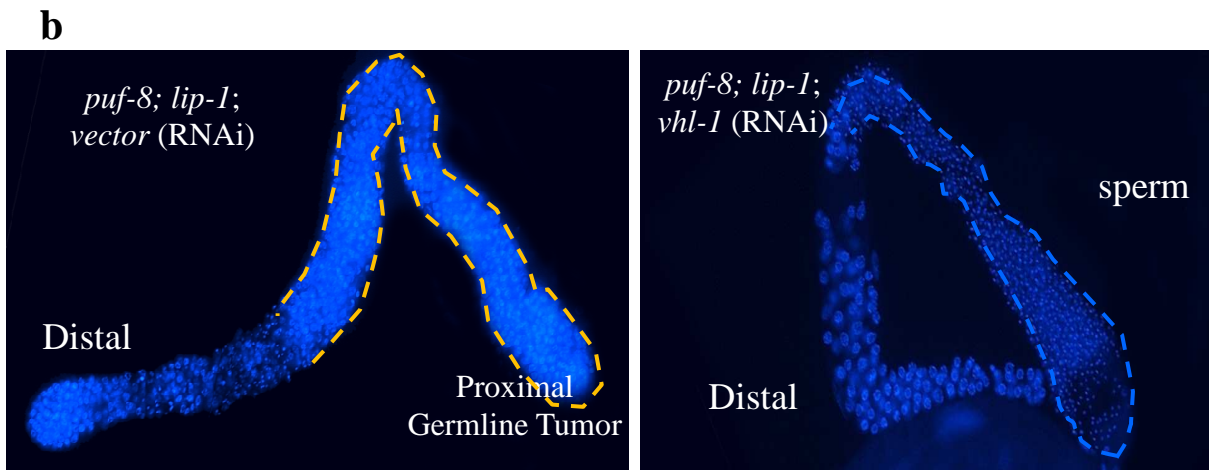 b
puf-8; lip-1;
vector (RNAi)
Distal
Proximal
Germline Tumor
puf-8; lip-1;
vhl-1 (RNAi)
sperm
Distal